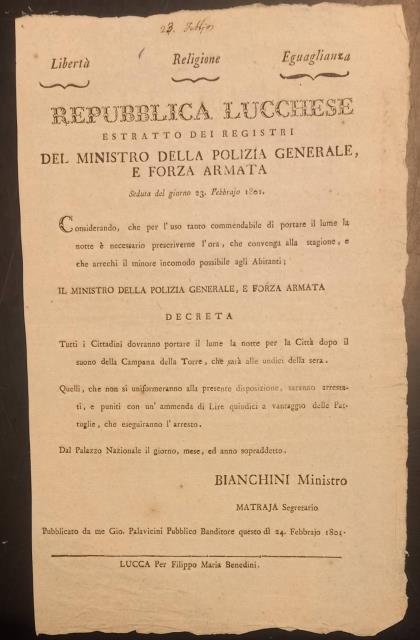 23. Febbjo
Libertà Religione Eguaglianza
REPUBBLICA LUCCHESE
ESTRATTO DEI REGISTRI
DEL MINISTRO DELLA POLIZIA GENERALE,
E FORZA ARMATA
Seduta del giorno 23. Febbrajo 1801.
Considerando, che per l'uso tanto commendabile di portare il lume la
notte è necessario prescriverne l'ora, che convenga alla stagione, e
che arrechi il minore incomodo possibile agli Abitanti;
IL MINISTRO DELLA POLIZIA GENERALE, E FORZA ARMATA
DECRETA
Tutti i Cittadini dovranno portare il lume la notte per la Città dopo il
suono della Campana della Torre, che sarà alle undici della sera.
Quelli, che non si uniformeranno alla presente disposizione, saranno arresta-
ti, e puniti con un' ammenda di Lire quindici a vantaggio delle Pat-
tuglie, che eseguiranno l' arresto.
Dal Palazzo Nazionale il giorno, mese, ed anno sopraddetto.
BIANCHINI Ministro
MATRAJA Segretario
Pubblicato da me Gio. Palavicini Pubblico Banditore questo dì 24. Febbrajo 1801.
LUCCA Per Filippo Maria Benedini.